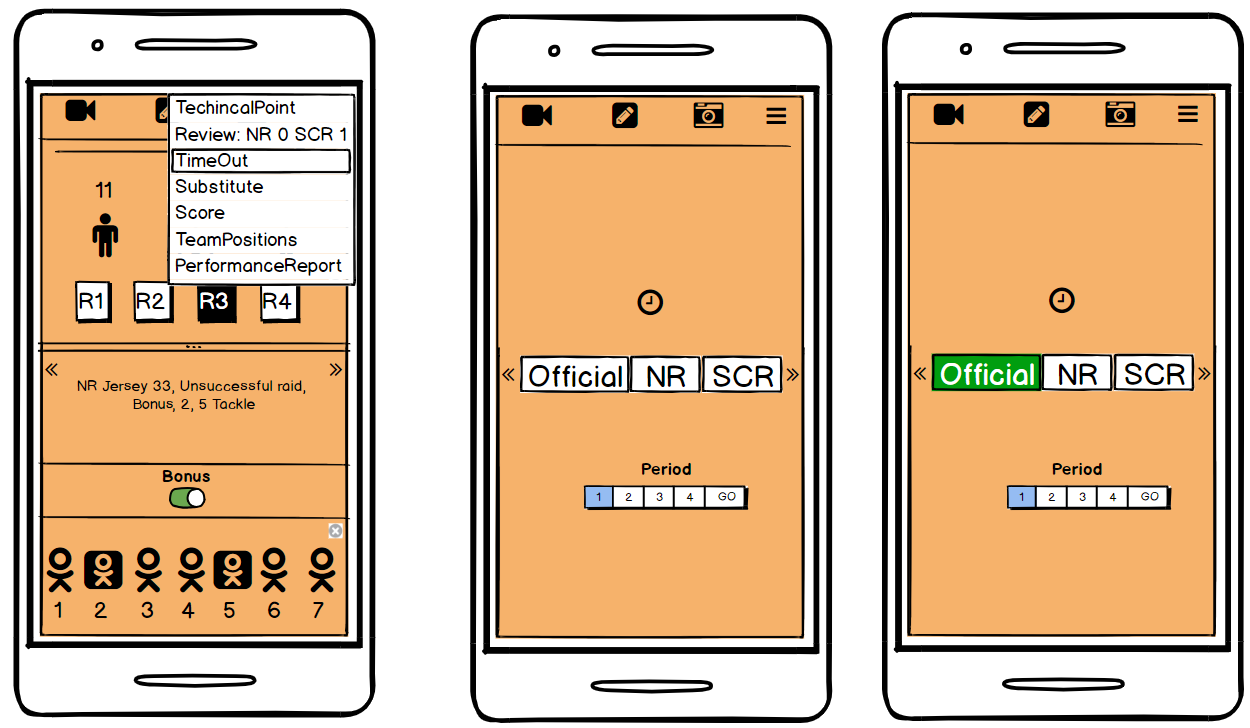 TechincalPoint
Review: NR 0 SCR 1
TimeOut
Substitute
Score
TeamPositions
PerformanceReport
11
R1 R2 R3 R4
NR Jersey 33, Unsuccessful raid,
Bonus, 2, 5 Tackle
Bonus
1 2 3 4 5 6 7
Official NR SCR
Period
1 2 3 4 GO
Official NR SCR
Period
1 2 3 4 GO